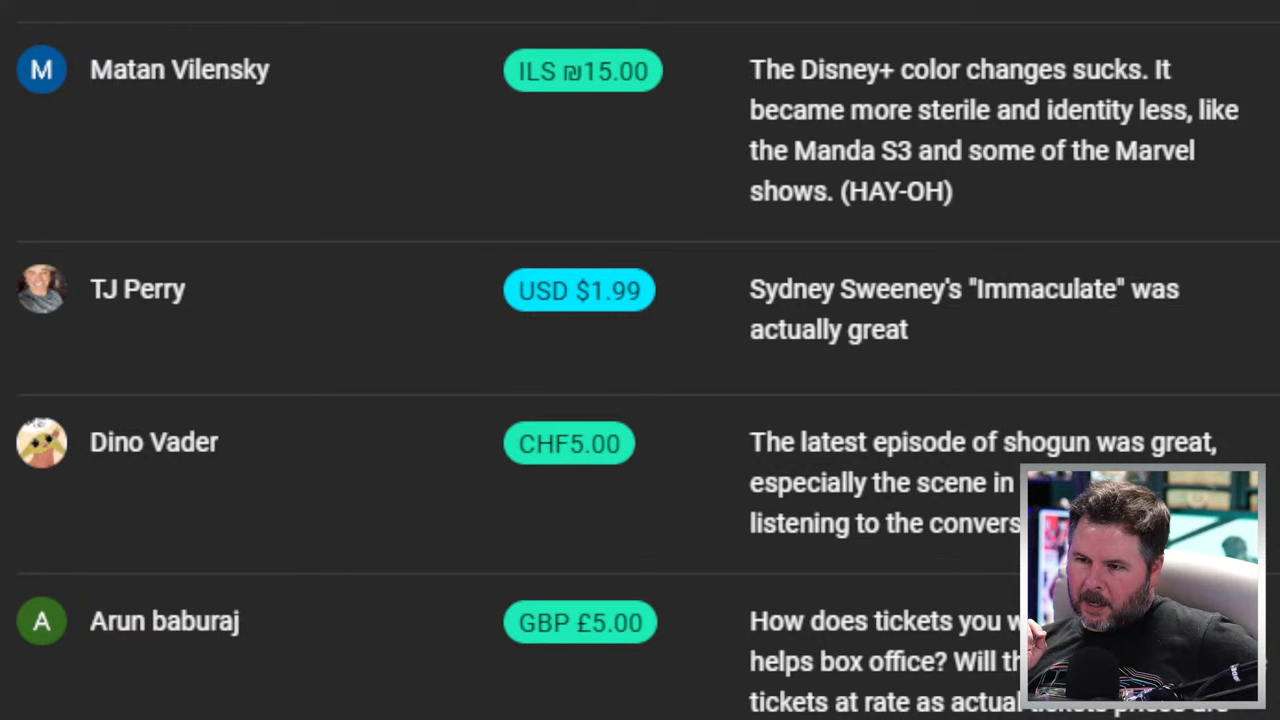 M
Matan Vilensky
ILS ₪15.00
The Disney+ color changes sucks. It
became more sterile and identity less, like
the Manda S3 and some of the Marvel
shows. (HAY-OH)
TJ Perry
USD $1.99
Sydney Sweeney's "Immaculate" was
actually great
Dino Vader
CHF5.00
The latest episode of shogun was great,
especially the scene in
listening to the convers
A
Arun baburaj
GBP £5.00
How does tickets you w
helps box office? Will th
tickets at rate as actual tickets prices are